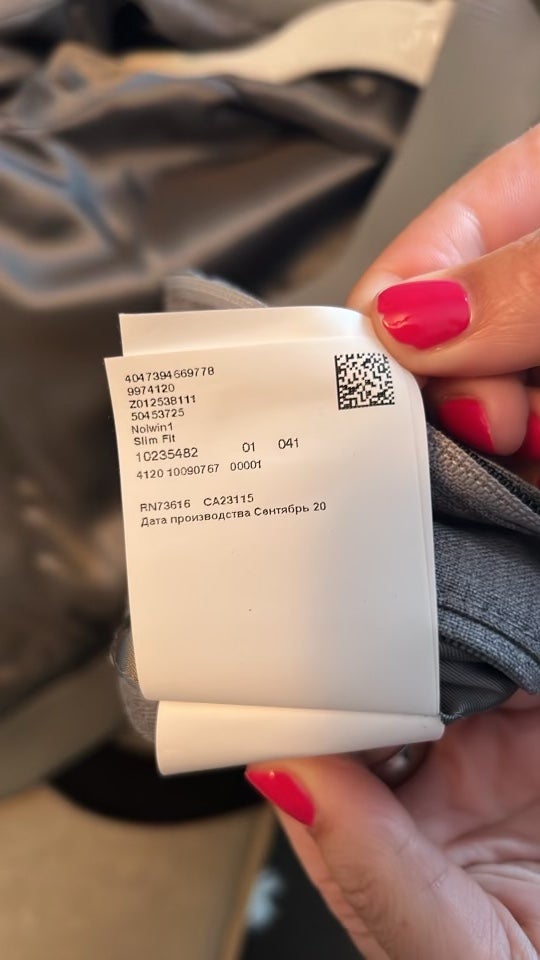 4047394669778
9974120
Z01253B111
50453725
Nolwin1
Slim Fit
10235482 01 041
4120 10090767 00001
RN73616 CA23115
Дата производства Сентябрь 20